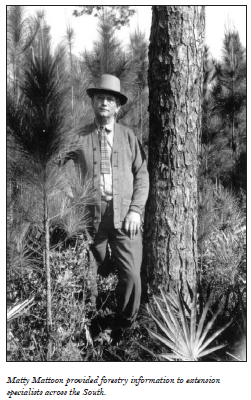 Matty Mattoon provided forestry information to extension
specialists across the South.